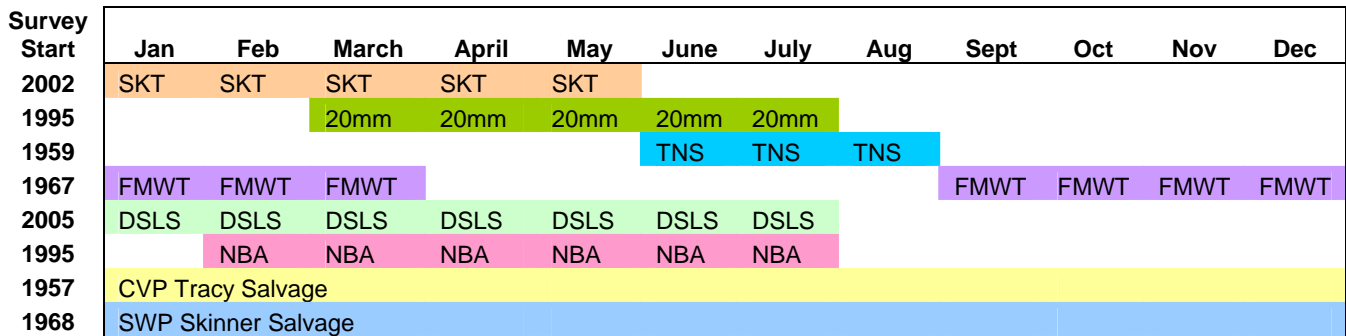 Survey
Start Jan Feb March April May June July Aug Sept Oct Nov Dec
2002 SKT SKT SKT SKT SKT
1995 20mm 20mm 20mm 20mm 20mm
1959 TNS TNS TNS
1967 FMWT FMWT FMWT FMWT FMWT FMWT FMWT
2005 DSLS DSLS DSLS DSLS DSLS DSLS DSLS
1995 NBA NBA NBA NBA NBA NBA
1957 CVP Tracy Salvage
1968 SWP Skinner Salvage